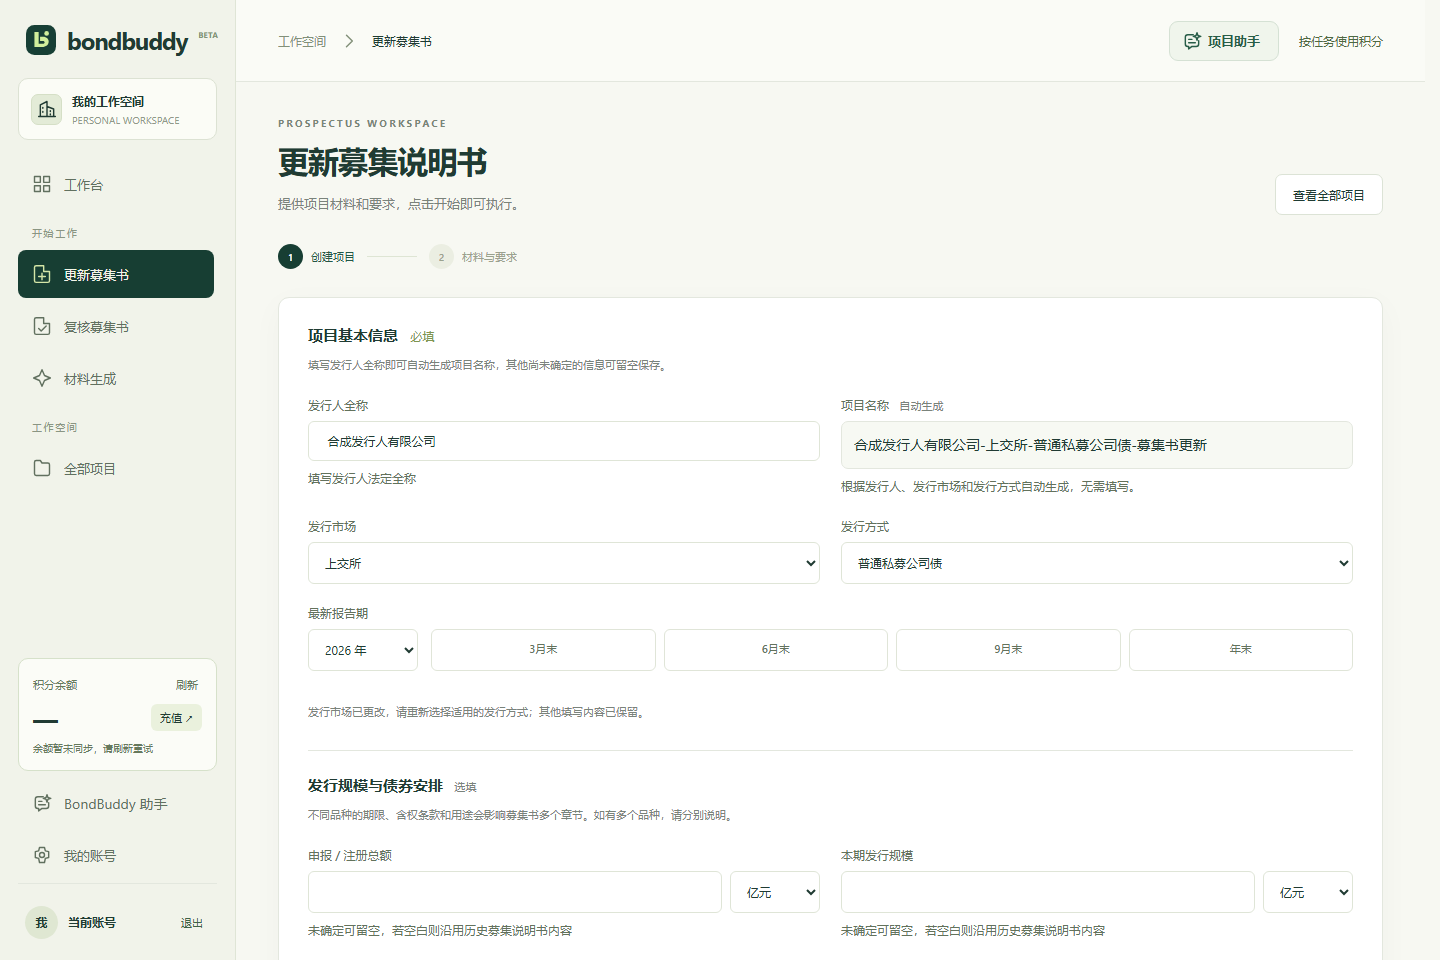 bondbuddy BETA
我的工作空间
PERSONAL WORKSPACE
工作台
开始工作
更新募集书
复核募集书
材料生成
工作空间
全部项目
积分余额 刷新
—
充值 ↗
余额暂未同步，请刷新重试
BondBuddy 助手
我的账号
我 当前账号 退出
工作空间 > 更新募集书
项目助手 按任务使用积分
PROSPECTUS WORKSPACE
更新募集说明书
提供项目材料和要求，点击开始即可执行。
查看全部项目
1 创建项目 2 材料与要求
项目基本信息 必填
填写发行人全称即可自动生成项目名称，其他尚未确定的信息可留空保存。
发行人全称 项目名称 自动生成
合成发行人有限公司 合成发行人有限公司-上交所-普通私募公司债-募集书更新
填写发行人法定全称 根据发行人、发行市场和发行方式自动生成，无需填写。
发行市场 发行方式
上交所 普通私募公司债
最新报告期
2026 年 3月末 6月末 9月末 年末
发行市场已更改，请重新选择适用的发行方式；其他填写内容已保留。
发行规模与债券安排 选填
不同品种的期限、含权条款和用途会影响募集书多个章节。如有多个品种，请分别说明。
申报 / 注册总额 本期发行规模
亿元 亿元
未确定可留空，若空白则沿用历史募集说明书内容 未确定可留空，若空白则沿用历史募集说明书内容